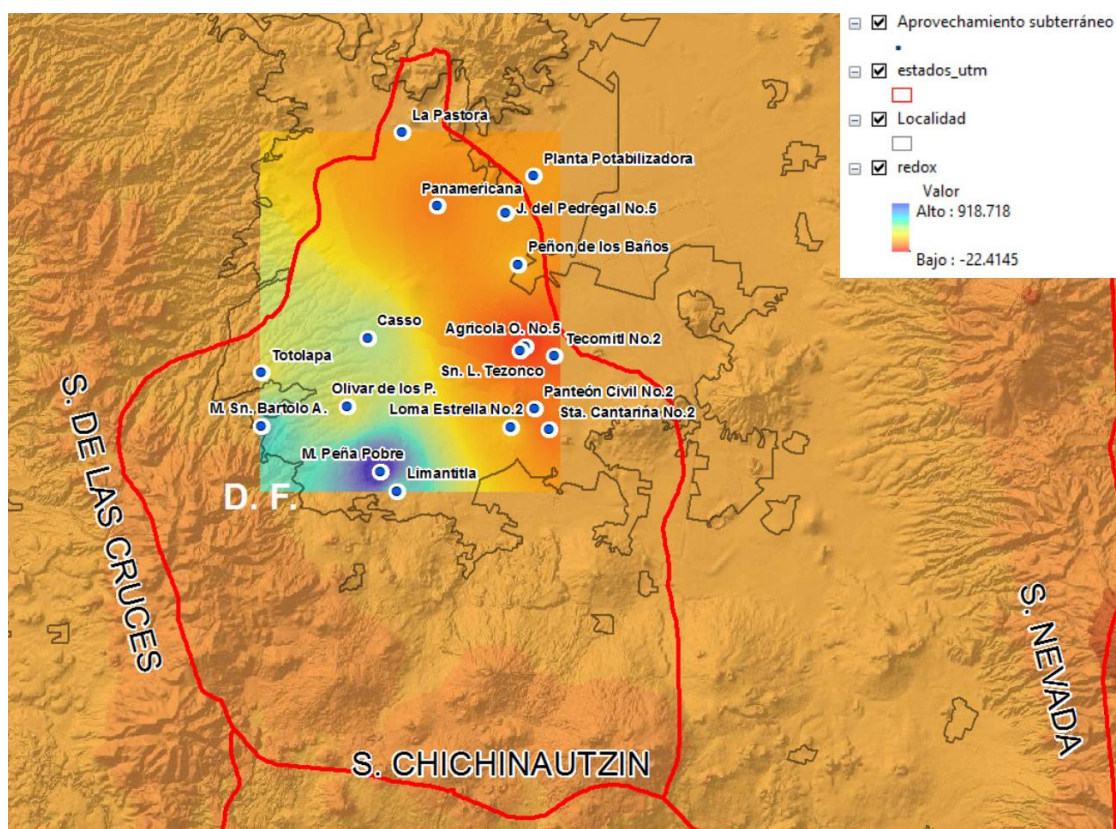 Aprovechamiento subterráneo
estados_utm
Localidad
redox
Valor
Alto : 918.718
Bajo : -22.4145
La Pastora
Planta Potabilizadora
Panamericana
J. del Pedregal No.5
Peñon de los Baños
Casso
Agricola O. No.5
Tecomitl No.2
Totolapa
Sn. L. Tezonco
Olivar de los P.
Panteón Civil No.2
M. Sn. Bartolo A.
Loma Estrella No.2
Sta. Cantariña No.2
M. Peña Pobre
Limantitla
D. F.
S. DE LAS CRUCES
S. NEVADA
S. CHICHINAUTZIN